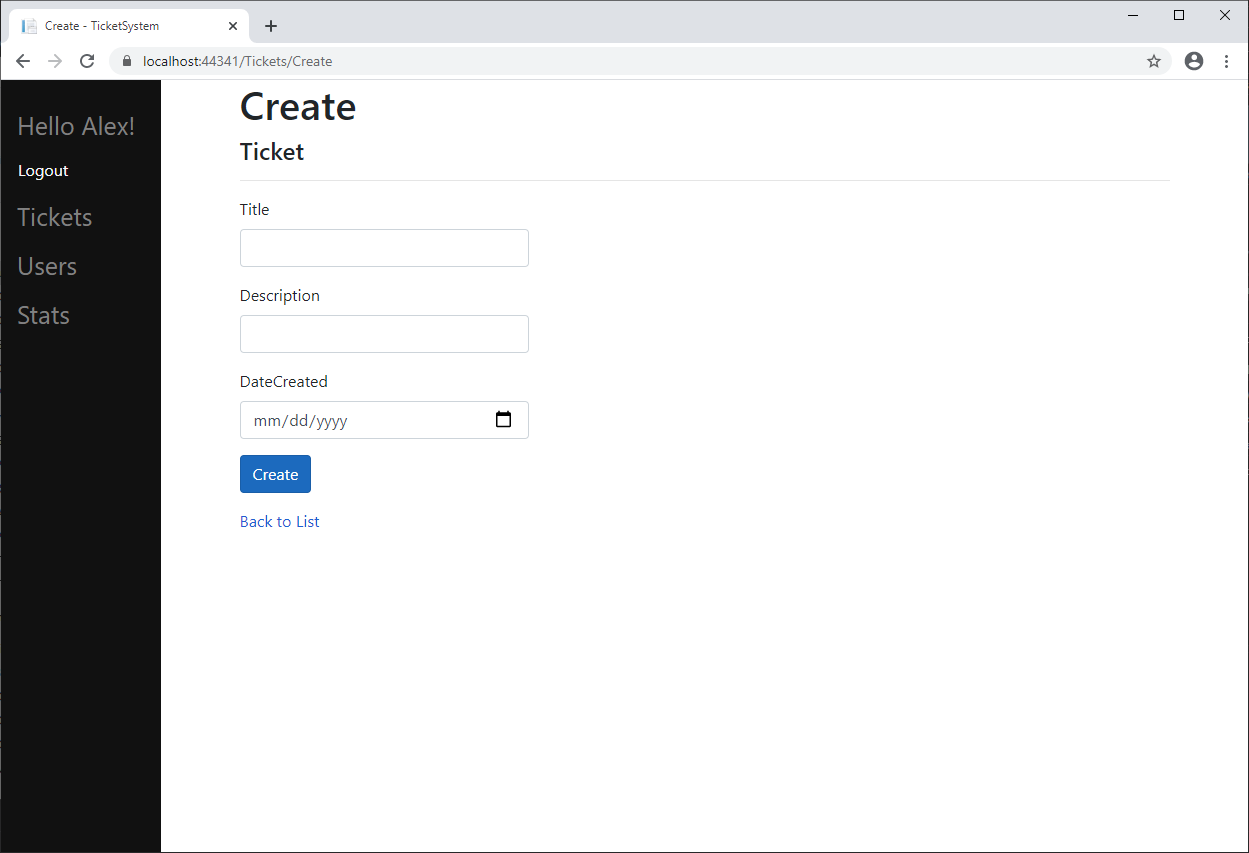 Create - TicketSystem
localhost:44341/Tickets/Create
Hello Alex!
Logout
Tickets
Users
Stats
Create
Ticket
Title
Description
DateCreated
mm/dd/yyyy
Create
Back to List